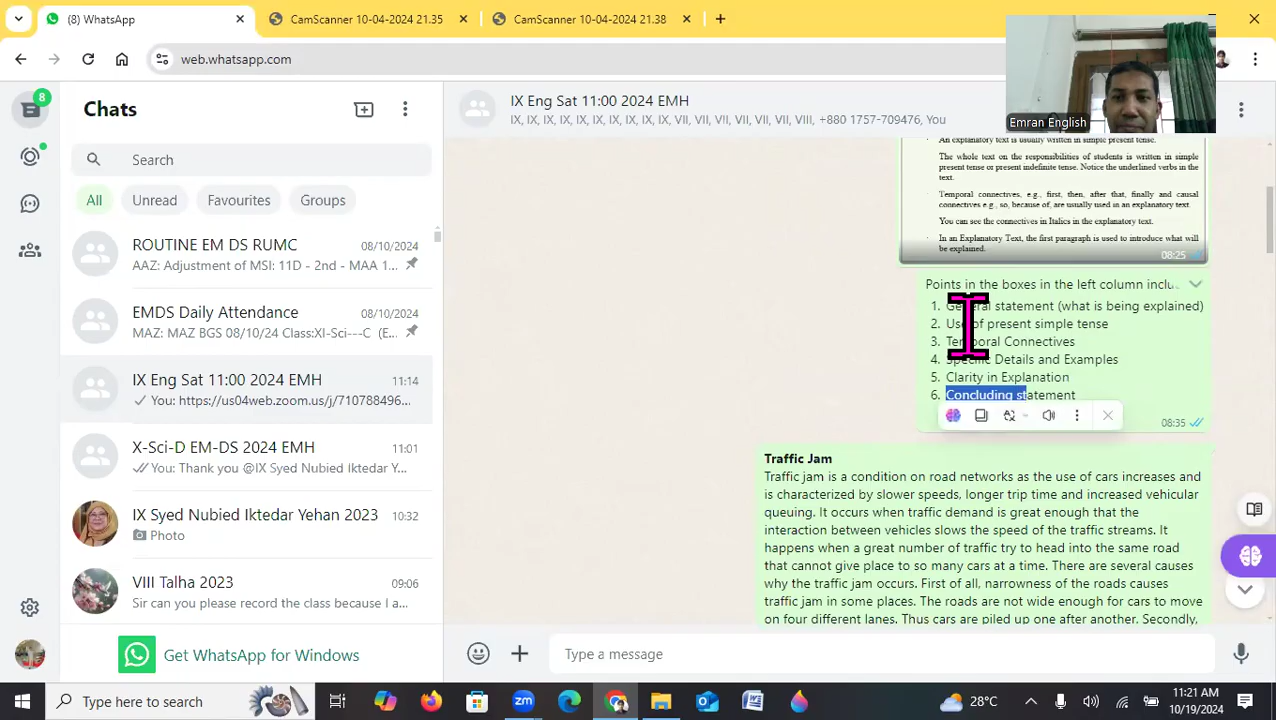 (8) WhatsApp
CamScanner 10-04-2024 21.35
CamScanner 10-04-2024 21.38
web.whatsapp.com
Emran English
8
Chats
Search
All
Unread
Favourites
Groups
ROUTINE EM DS RUMC
08/10/2024
AAZ: Adjustment of MSI: 11D - 2nd - MAA 1...
EMDS Daily Attendance
08/10/2024
MAZ: MAZ BGS 08/10/24 Class:XI-Sci---C (E...
IX Eng Sat 11:00 2024 EMH
11:14
You: https://us04web.zoom.us/j/710788496...
X-Sci-D EM-DS 2024 PM
11:01
You: Thank you @IX Syed Nubied Iktedar Ye...
IX Syed Nubied Iktedar Yehan 2023
10:32
Photo
VIII Talha 2023
09:06
Sir can you please record the class because I a...
Get WhatsApp for Windows
IX Eng Sat 11:00 2024 EMH
IX, IX, IX, IX, IX, IX, IX, IX, IX, VII, VII, VII, VII, VII, VII, VIII, +880 1757-709476, You
An explanatory text is usually written in simple present tense.
The whole text on the responsibilities of students is written in simple
present tense or present indefinite tense. Notice the underlined verbs in the
text.
Temporal connectives, e.g., first, then, after that, finally and causal
connectives e.g., so, because of, are usually used in an explanatory text.
You can see the connectives in Italics in the explanatory text.
In an Explanatory Text, the first paragraph is used to introduce what will
be explained.
08:25
Points in the boxes in the left column inclu
1. General statement (what is being explained)
2. Use of present simple tense
3. Temporal Connectives
4. Specific Details and Examples
5. Clarity in Explanation
6. Concluding statement
08:35
Traffic Jam
Traffic jam is a condition on road networks as the use of cars increases and
is characterized by slower speeds, longer trip time and increased vehicular
queuing. It occurs when traffic demand is great enough that the
interaction between vehicles slows the speed of the traffic streams. It
happens when a great number of traffic try to head into the same road
that cannot give place to so many cars at a time. There are several causes
why the traffic jam occurs. First of all, narrowness of the roads causes
traffic jam in some places. The roads are not wide enough for cars to move
on four different lanes. Thus cars are piled up one after another. Secondly,
Type a message
Type here to search
zm
28°C
11:21 AM
10/19/2024